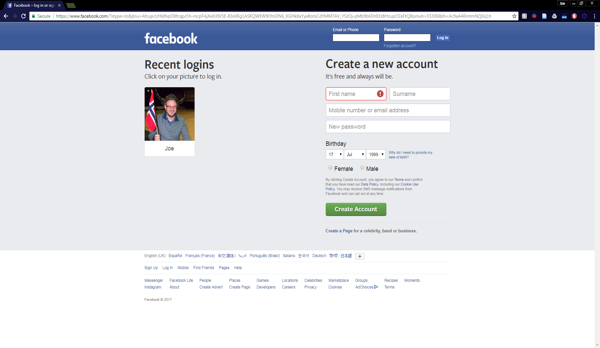 Facebook – log in or sig
Joe
facebook
Email or Phone
Password
Log In
Forgotten account?
Recent logins
Click on your picture to log in.
Joe
Create a new account
It's free and always will be.
First name
Surname
Mobile number or email address
New password
Birthday
17 Jul 1999
Why do I need to provide my
date of birth?
Female Male
By clicking Create Account, you agree to our Terms and confirm
that you have read our Data Policy, including our Cookie Use
Policy. You may receive SMS message notifications from
Facebook and can opt out at any time.
Create Account
Create a Page for a celebrity, band or business.
English (UK) Español Français (France) 中文(简体) العربية Português (Brasil) Italiano 한국어 Deutsch हिन्दी 日本語 +
Sign Up Log In Mobile Find Friends Pages Help
Messenger Facebook Lite People Places Games Locations Celebrities Marketplace Groups Recipes Moments
Instagram About Create Advert Create Page Developers Careers Privacy Cookies AdChoices Terms
Facebook © 2017